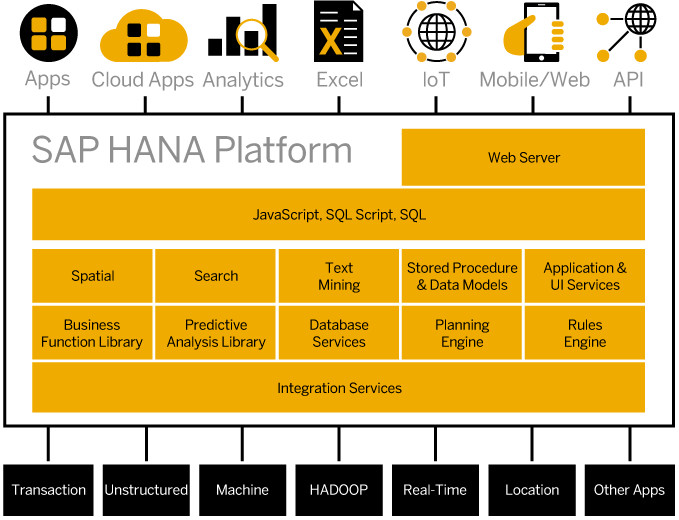 Apps
Cloud Apps
Analytics
X
Excel
IoT
Mobile/Web
API
SAP HANA Platform
Web Server
JavaScript, SQL Script, SQL
Spatial
Search
Text
Mining
Stored Procedure
& Data Models
Application &
UI Services
Business
Function Library
Predictive
Analysis Library
Database
Services
Planning
Engine
Rules
Engine
Integration Services
Transaction
Unstructured
Machine
HADOOP
Real-Time
Location
Other Apps